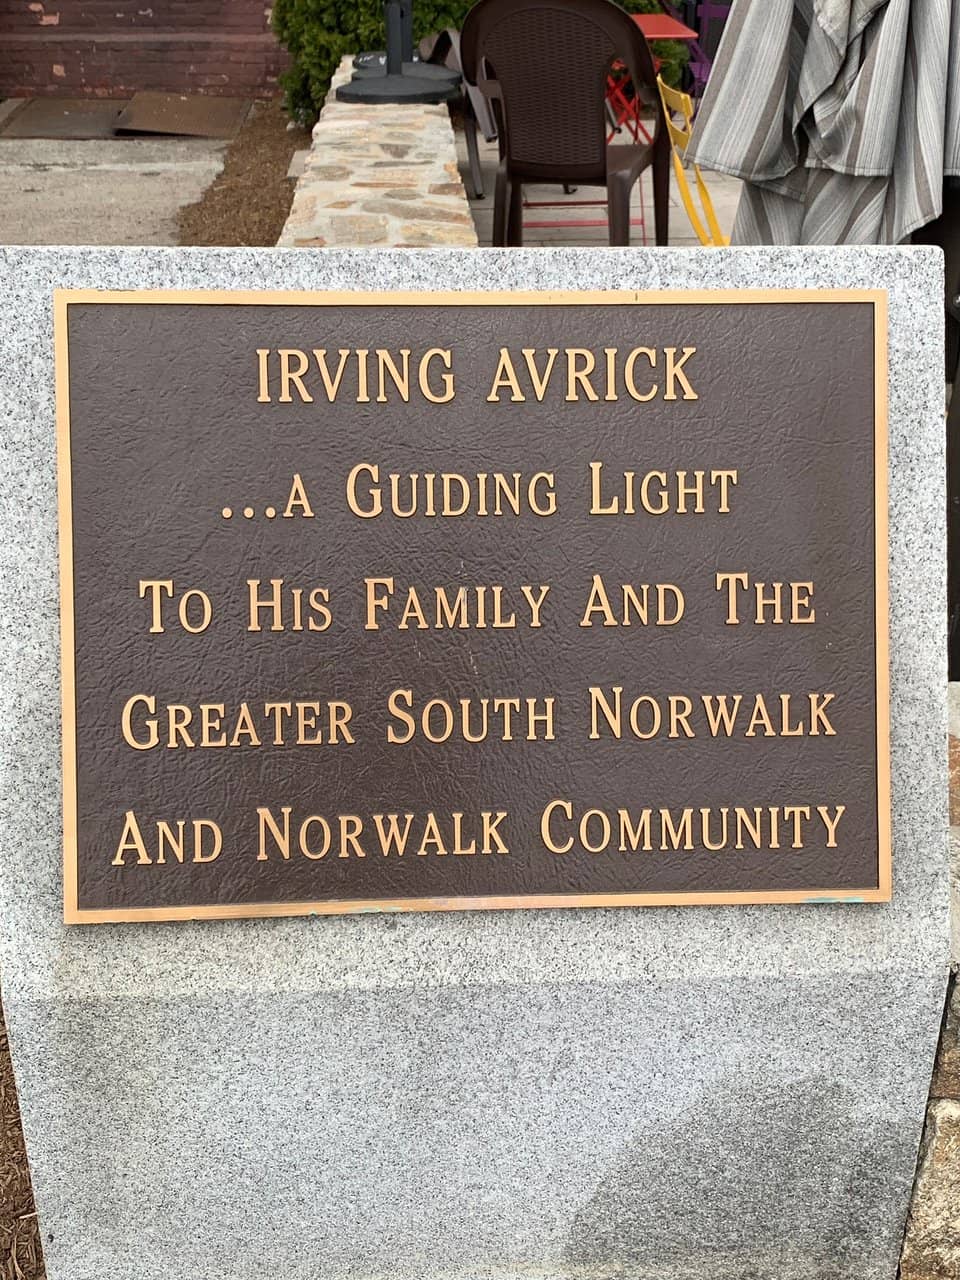 IRVING AVRICK
...A GUIDING LIGHT
TO HIS FAMILY AND THE
GREATER SOUTH NORWALK
AND NORWALK COMMUNITY